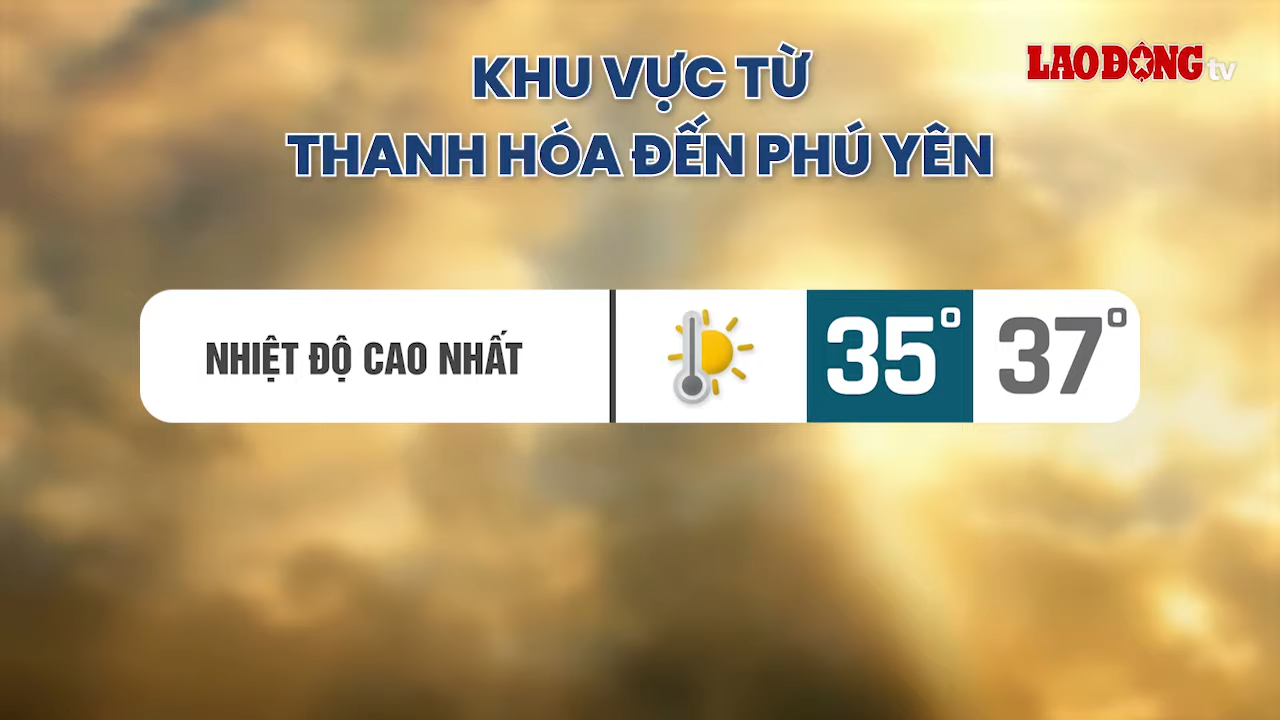 KHU VỰC TỪ
THANH HÓA ĐẾN PHÚ YÊN
LAO ĐỘNG tv
NHIỆT ĐỘ CAO NHẤT
35° 37°